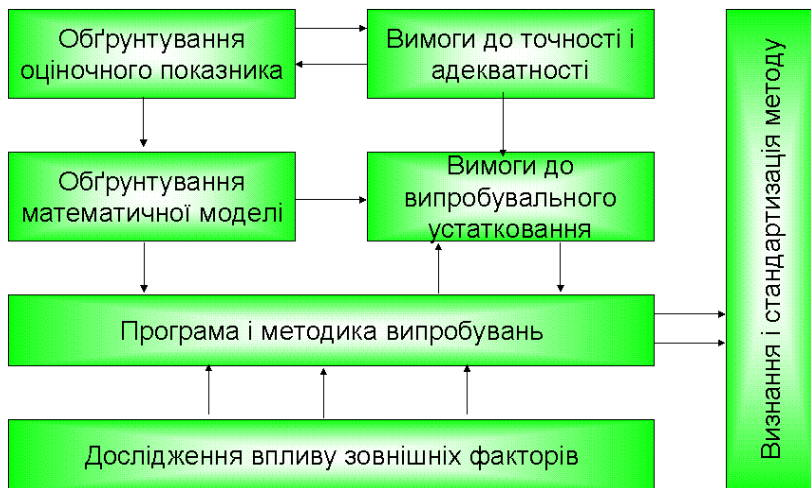 Обґрунтування
оціночного показника
Вимоги до точності і
адекватності
Обґрунтування
математичної моделі
Вимоги до
випробувального
устатковання
Програма і методика випробувань
Дослідження впливу зовнішніх факторів
Визнання і стандартизація методу